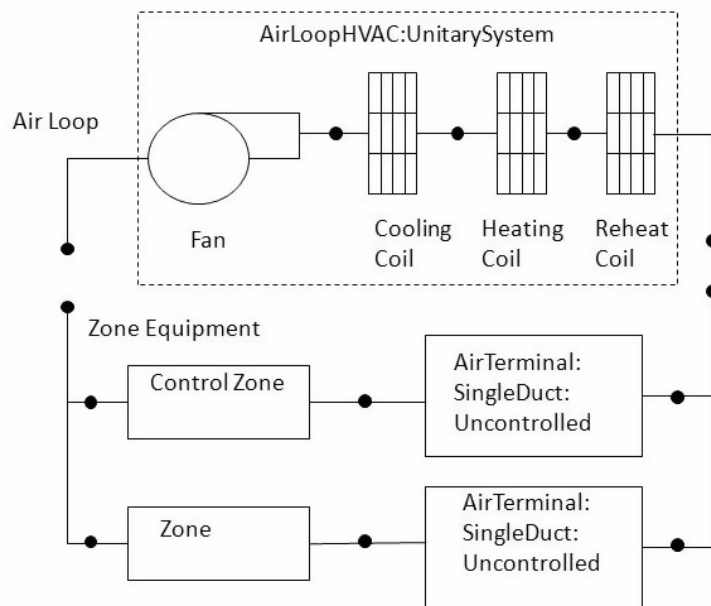 AirLoopHVAC:UnitarySystem
Air Loop
Fan
Cooling
Coil
Heating
Coil
Reheat
Coil
Zone Equipment
Control Zone
AirTerminal:
SingleDuct:
Uncontrolled
Zone
AirTerminal:
SingleDuct:
Uncontrolled